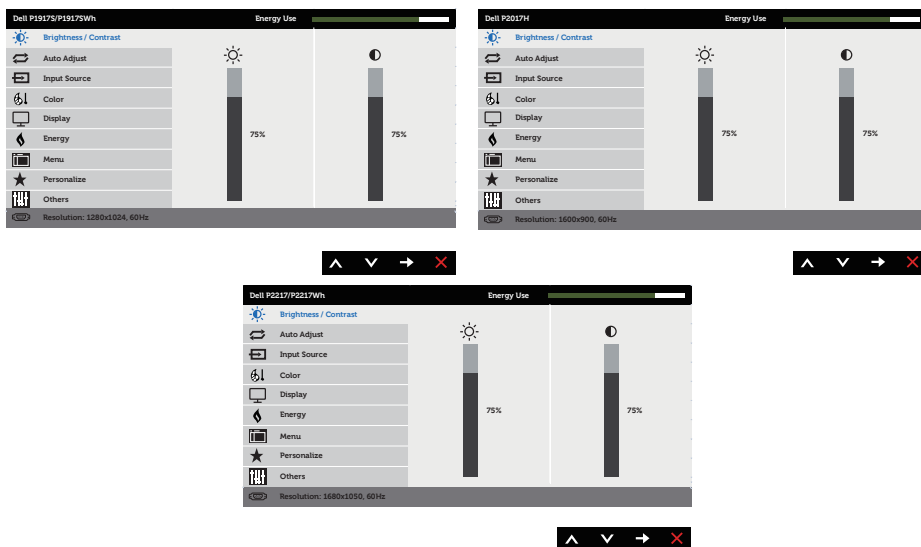 Dell P1917S/P1917SWh Energy Use
Brightness / Contrast
Auto Adjust
Input Source
Color
Display
Energy
Menu
Personalize
Others
75% 75%
Resolution: 1280x1024, 60Hz
Dell P2017H Energy Use
Brightness / Contrast
Auto Adjust
Input Source
Color
Display
Energy
Menu
Personalize
Others
75% 75%
Resolution: 1600x900, 60Hz
Dell P2217/P2217Wh Energy Use
Brightness / Contrast
Auto Adjust
Input Source
Color
Display
Energy
Menu
Personalize
Others
75% 75%
Resolution: 1680x1050, 60Hz